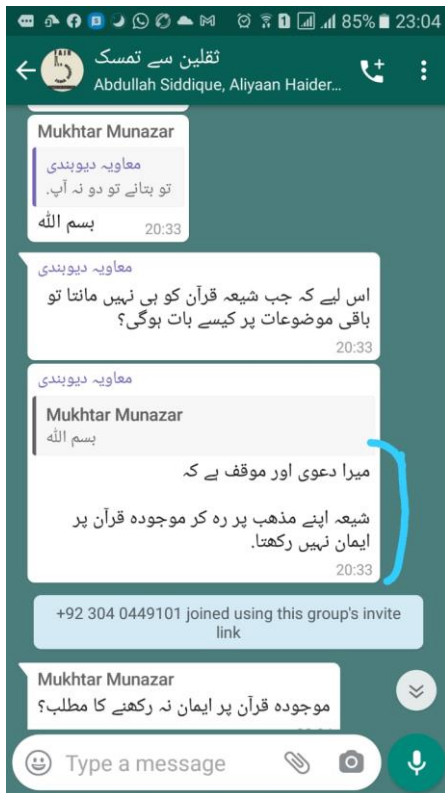 85% 23:04
ثقلین سے تمسک
Abdullah Siddique, Aliyaan Haider...
Mukhtar Munazar
معاویہ دیوبندی
تو بتانے تو دو نہ آپ.
بسم اللّٰه
20:33
معاویہ دیوبندی
اس لیے کہ جب شیعہ قرآن کو ہی نہیں مانتا تو
باقی موضوعات پر کیسے بات ہوگی؟
20:33
معاویہ دیوبندی
Mukhtar Munazar
بسم اللّٰه
میرا دعوی اور موقف ہے کہ
شیعہ اپنے مذھب پر رہ کر موجودہ قرآن پر
ایمان نہیں رکھتا.
20:33
+92 304 0449101 joined using this group's invite
link
Mukhtar Munazar
موجودہ قرآن پر ایمان نہ رکھنے کا مطلب؟
Type a message